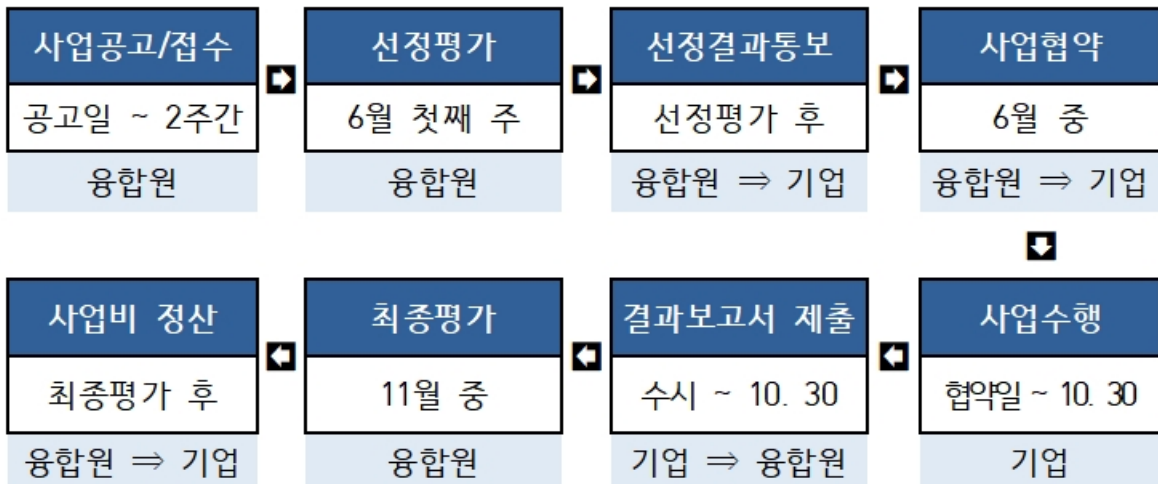 사업공고/접수
공고일 ~ 2주간
융합원
선정평가
6월 첫째 주
융합원
선정결과통보
선정평가 후
융합원 ⇒ 기업
사업협약
6월 중
융합원 ⇒ 기업
사업수행
협약일 ~ 10. 30
기업
결과보고서 제출
수시 ~ 10. 30
기업 ⇒ 융합원
최종평가
11월 중
융합원
사업비 정산
최종평가 후
융합원 ⇒ 기업